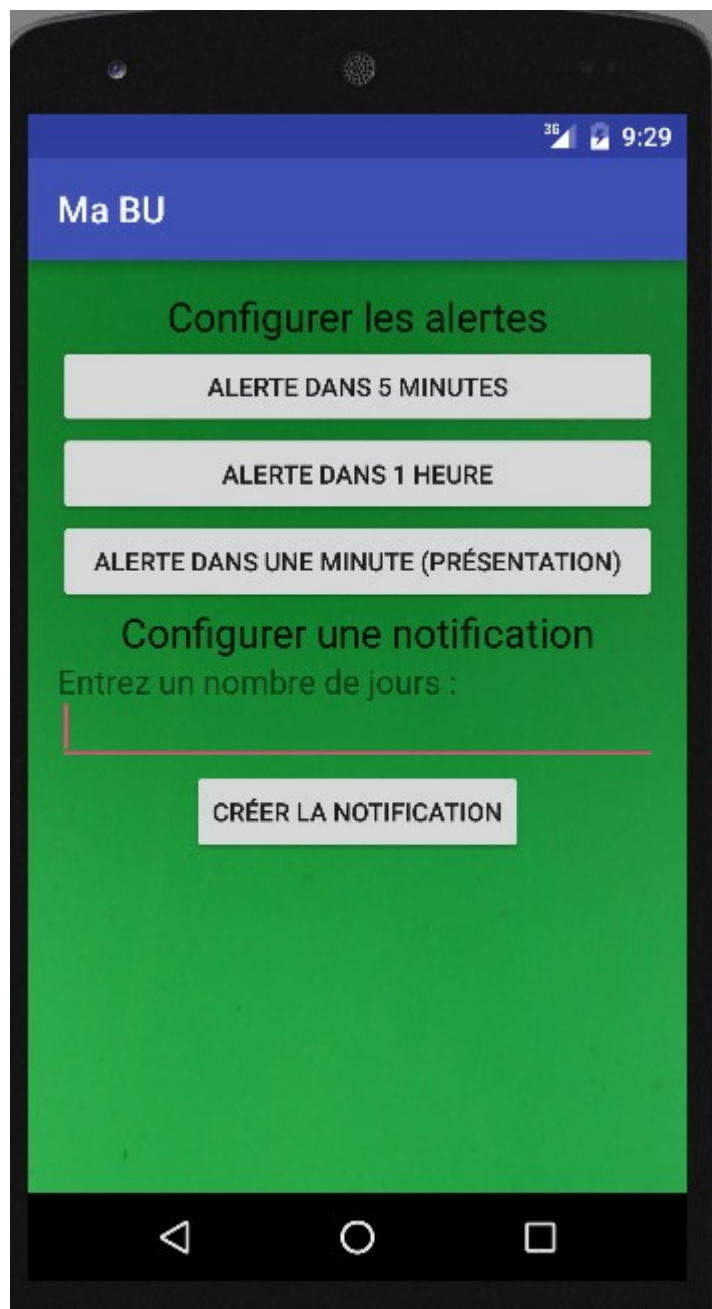 3G 9:29
Ma BU
Configurer les alertes
ALERTE DANS 5 MINUTES
ALERTE DANS 1 HEURE
ALERTE DANS UNE MINUTE (PRÉSENTATION)
Configurer une notification
Entrez un nombre de jours :
CRÉER LA NOTIFICATION